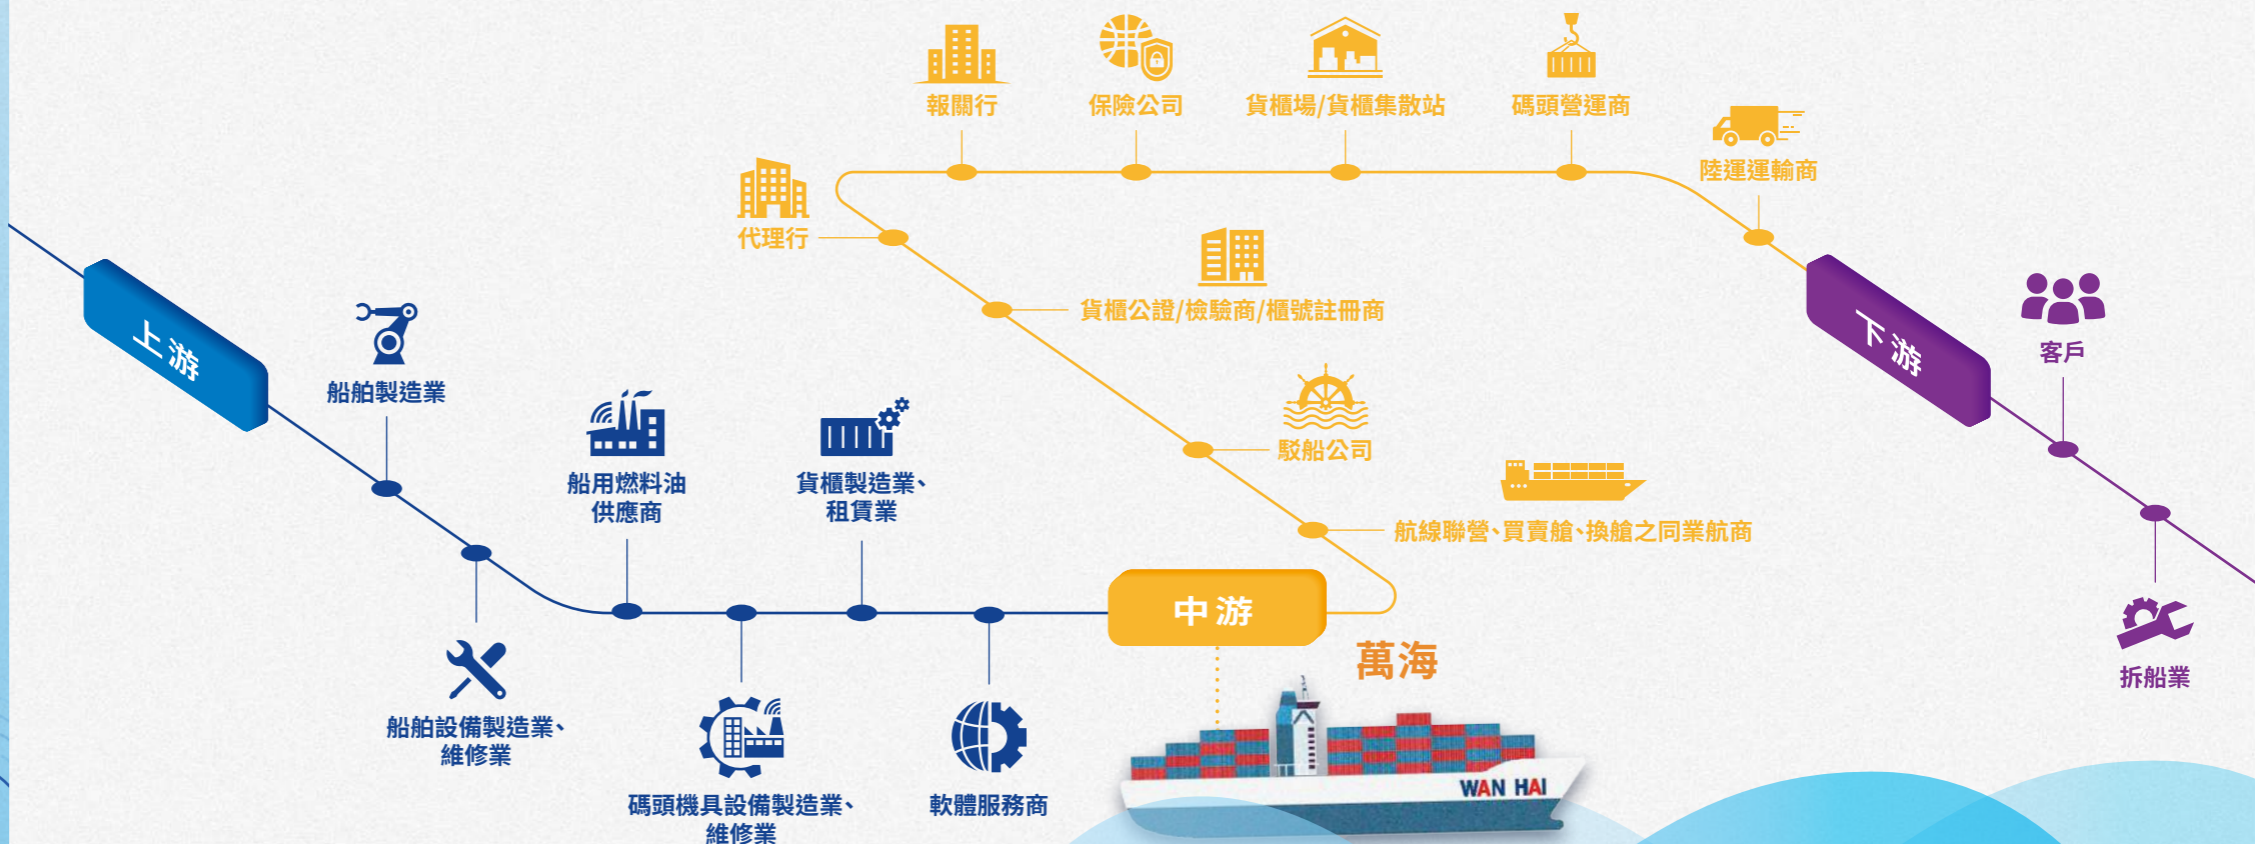 上游
船舶製造業
船舶設備製造業、
維修業
船用燃料油
供應商
碼頭機具設備製造業、
維修業
貨櫃製造業、
租賃業
軟體服務商
中游
萬海
WAN HAI
航線聯營、買賣艙、換艙之同業航商
駁船公司
貨櫃公證/檢驗商/櫃號註冊商
代理行
報關行
保險公司
貨櫃場/貨櫃集散站
碼頭營運商
陸運運輸商
下游
客戶
拆船業